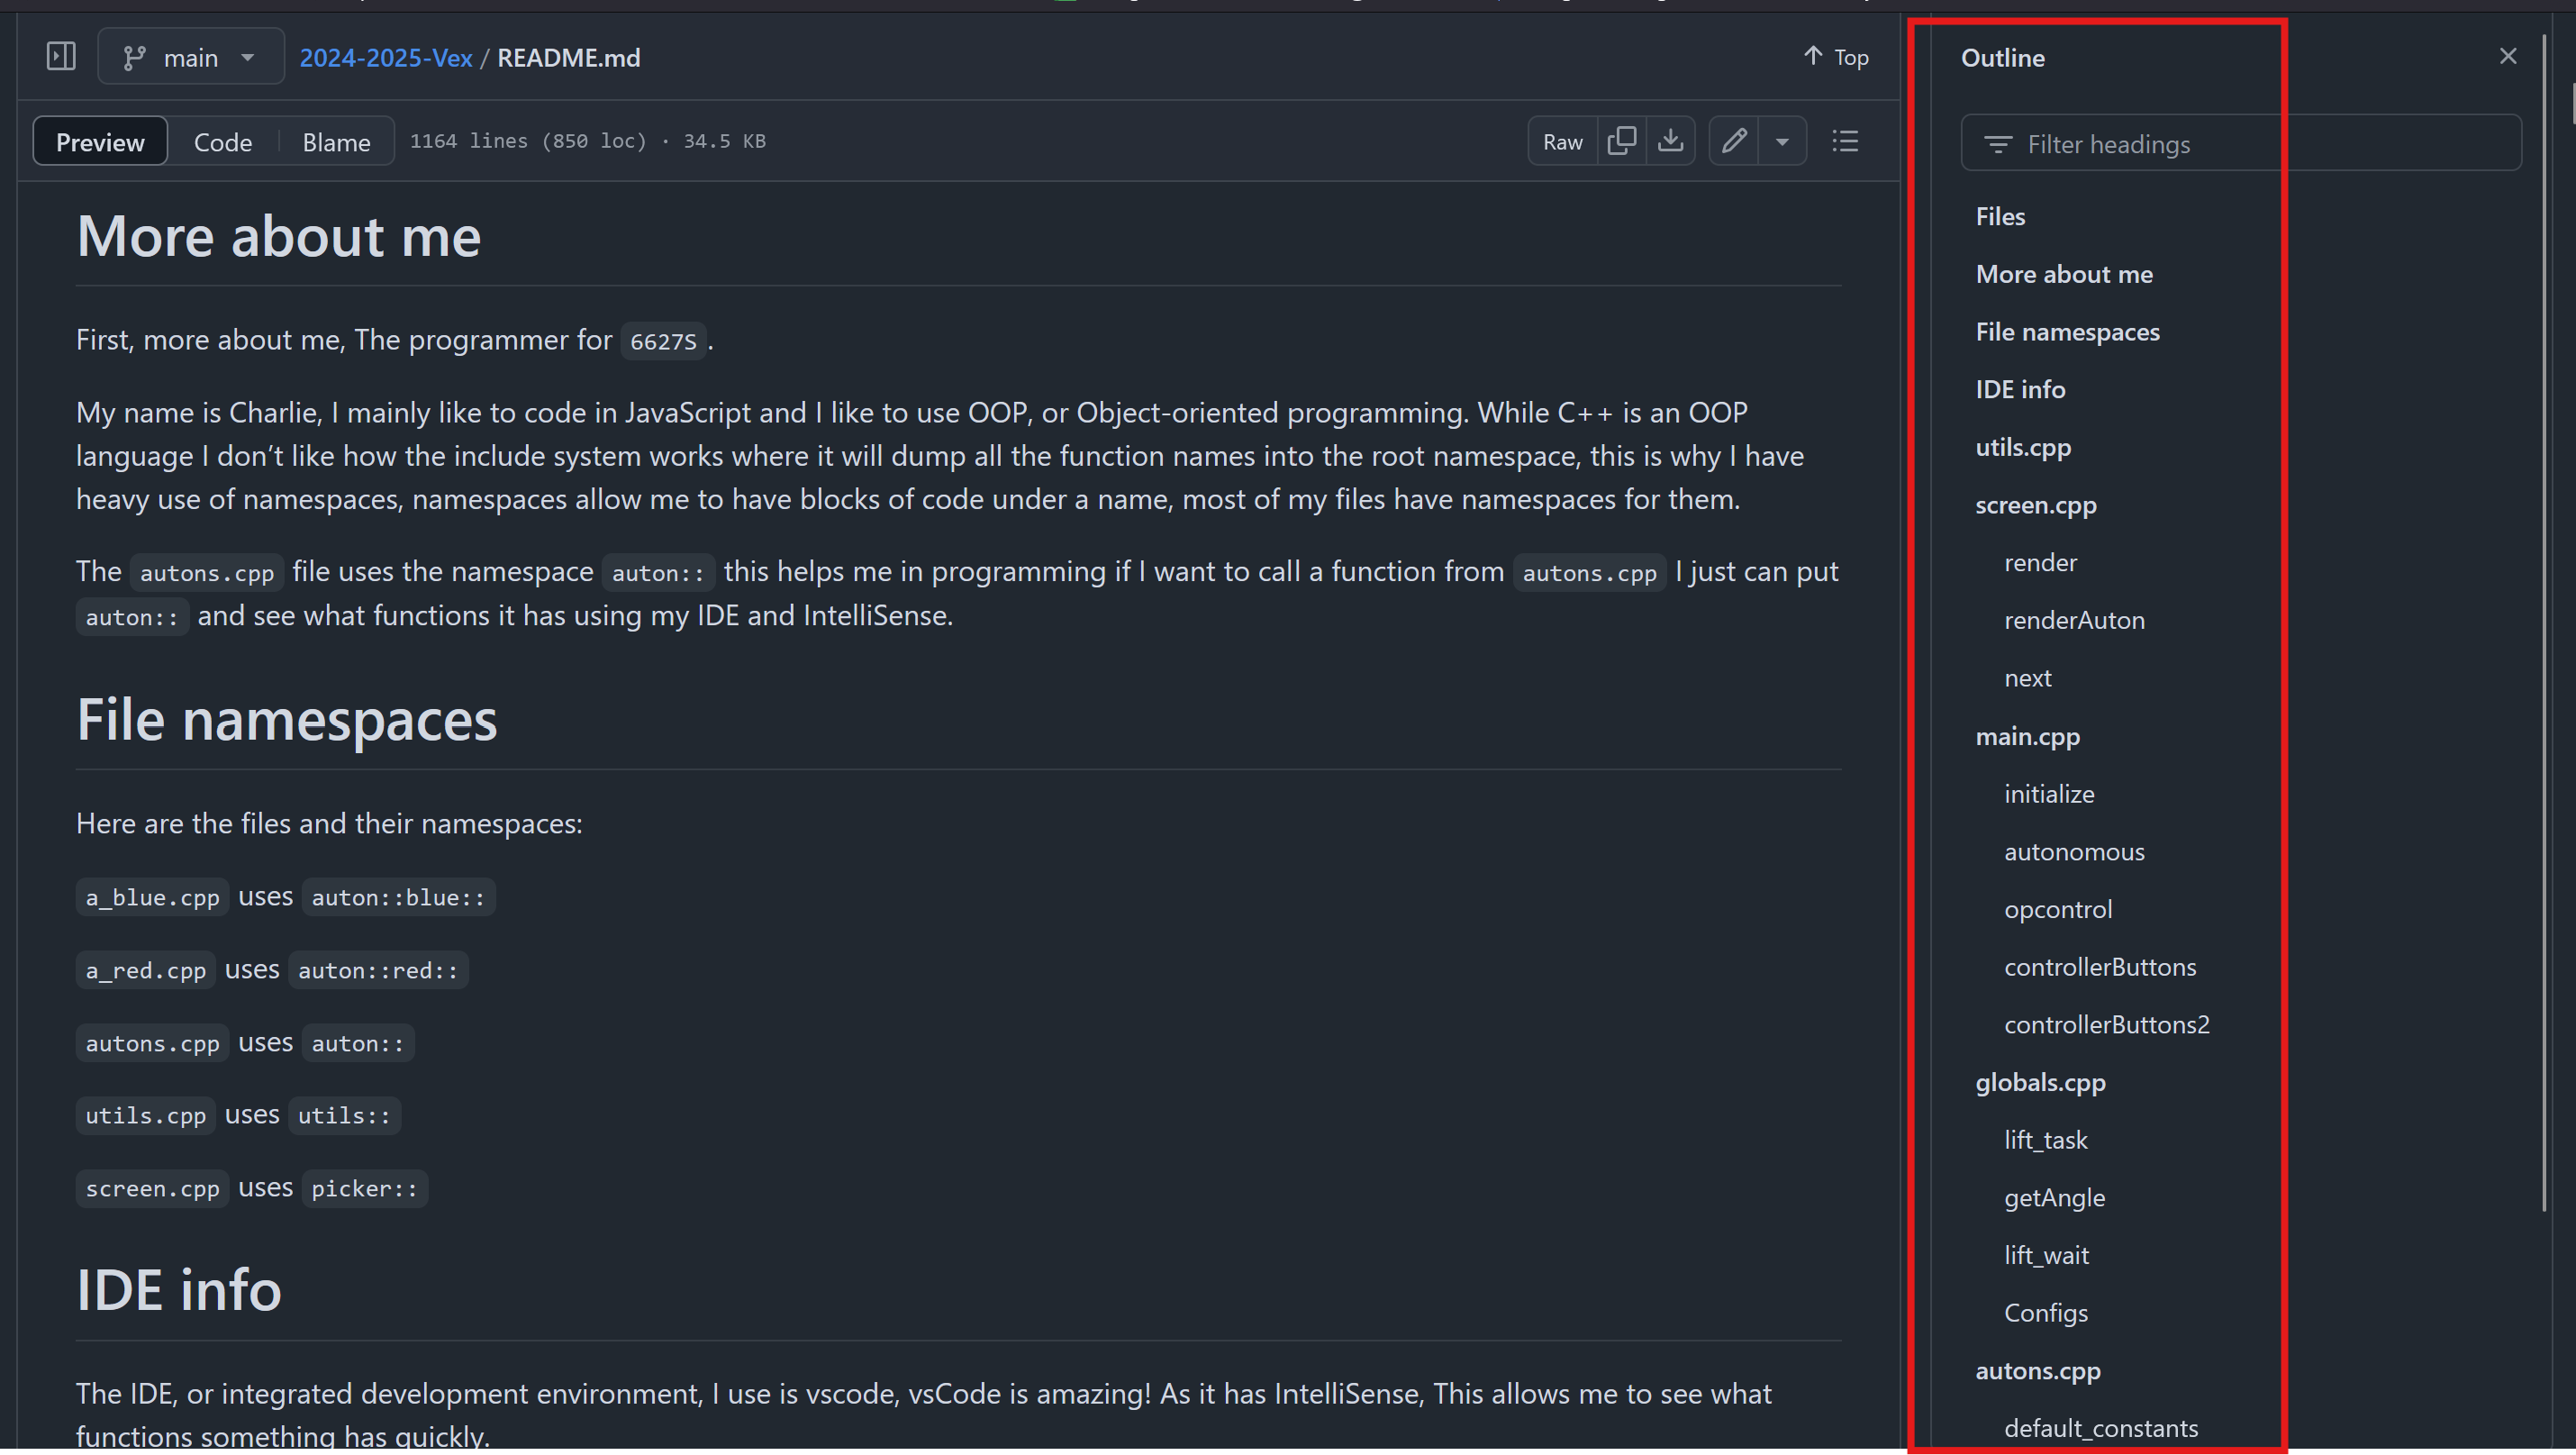 main
2024-2025-Vex / README.md
Top
Preview
Code
Blame
1164 lines (850 loc) · 34.5 KB
Raw
More about me
First, more about me, The programmer for 6627S.
My name is Charlie, I mainly like to code in JavaScript and I like to use OOP, or Object-oriented programming. While C++ is an OOP
language I don’t like how the include system works where it will dump all the function names into the root namespace, this is why I have
heavy use of namespaces, namespaces allow me to have blocks of code under a name, most of my files have namespaces for them.
The autons.cpp file uses the namespace auton:: this helps me in programming if I want to call a function from autons.cpp I just can put
auton:: and see what functions it has using my IDE and IntelliSense.
File namespaces
Here are the files and their namespaces:
a_blue.cpp uses auton::blue::
a_red.cpp uses auton::red::
autons.cpp uses auton::
utils.cpp uses utils::
screen.cpp uses picker::
IDE info
The IDE, or integrated development environment, I use is vscode, vsCode is amazing! As it has IntelliSense, This allows me to see what
functions something has quickly.
Outline
Filter headings
Files
More about me
File namespaces
IDE info
utils.cpp
screen.cpp
render
renderAuton
next
main.cpp
initialize
autonomous
opcontrol
controllerButtons
controllerButtons2
globals.cpp
lift_task
getAngle
lift_wait
Configs
autons.cpp
default_constants